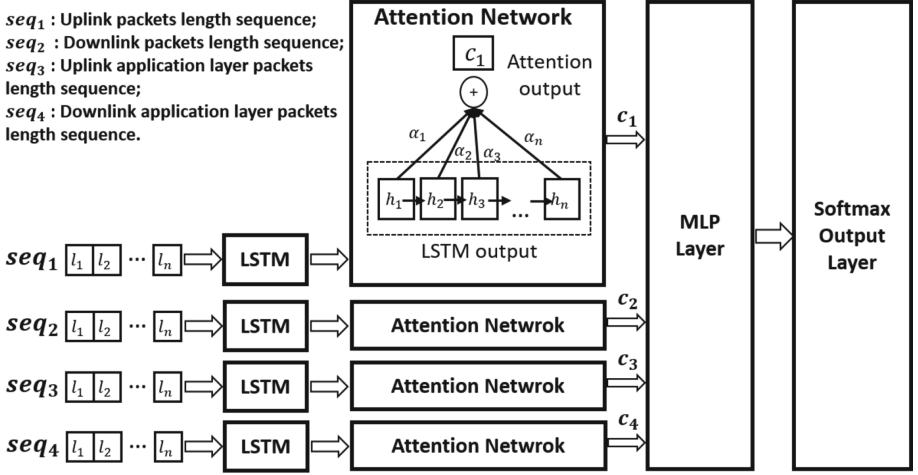 seq1 : Uplink packets length sequence;
seq2 : Downlink packets length sequence;
seq3 : Uplink application layer packets
length sequence;
seq4 : Downlink application layer packets
length sequence.
Attention Network
c1
Attention
output
+
α1 α2 α3 αn
h1 h2 h3 ... hn
LSTM output
seq1 l1 l2 ... ln LSTM
c1
seq2 l1 l2 ... ln LSTM Attention Netwrok c2
seq3 l1 l2 ... ln LSTM Attention Netwrok c3
seq4 l1 l2 ... ln LSTM Attention Netwrok c4
MLP
Layer
Softmax
Output
Layer